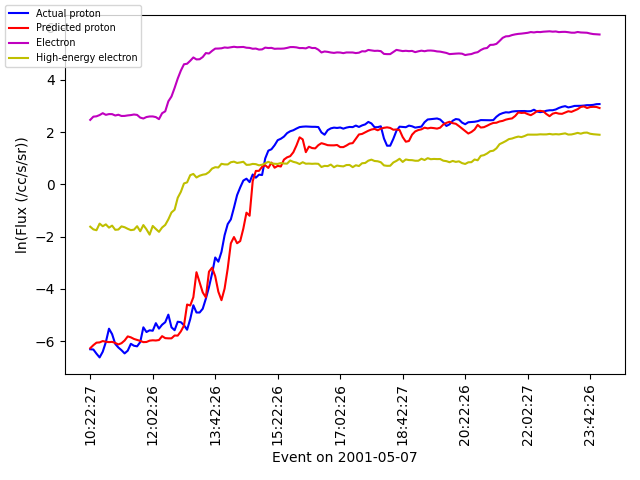 Actual proton
Predicted proton
Electron
High-energy electron
4
2
0
−2
−4
−6
ln(Flux (/cc/s/sr))
10:22:27
12:02:26
13:42:26
15:22:26
17:02:26
18:42:27
20:22:26
22:02:27
23:42:26
Event on 2001-05-07